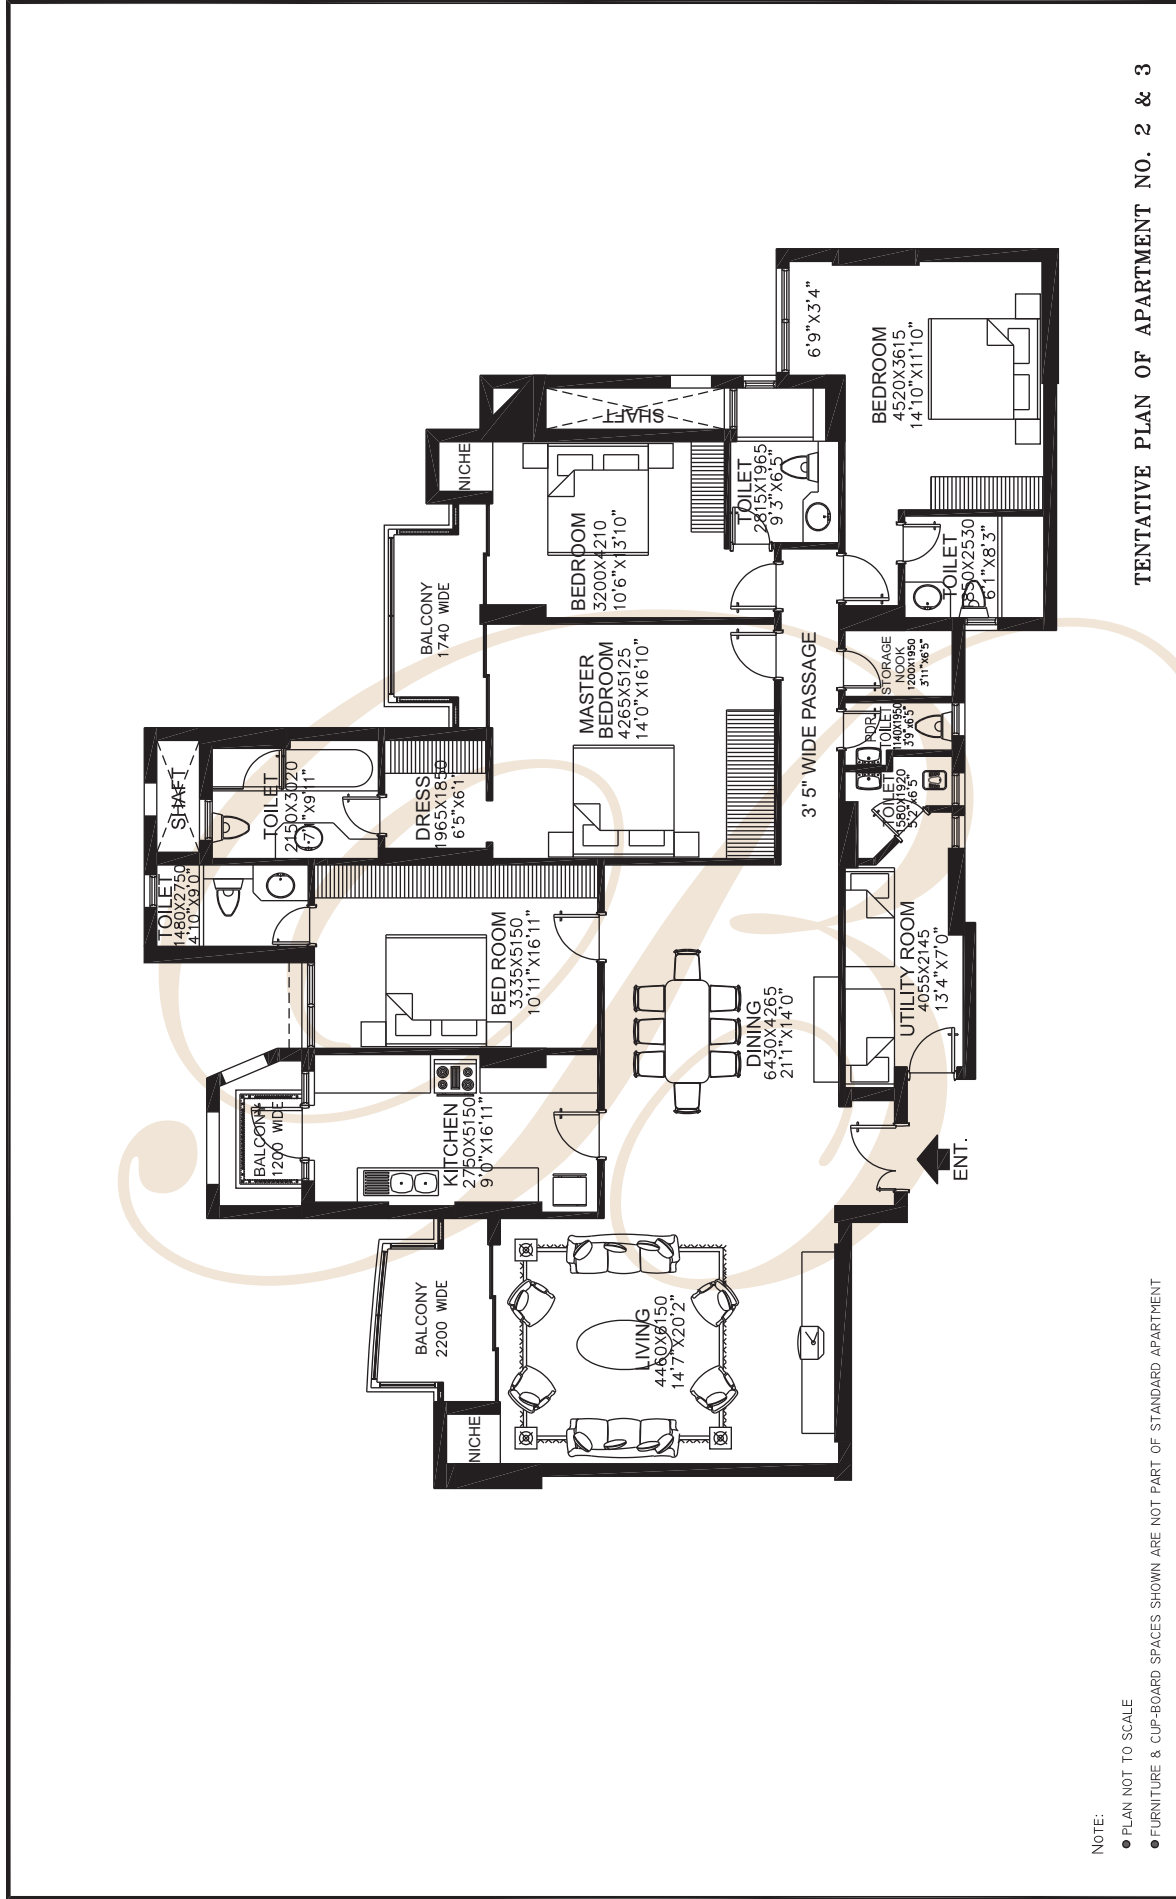 TENTATIVE PLAN OF APARTMENT NO. 2 & 3
SHAFT
TOILET
1480X2750
4'10"X9'0"
TOILET
2150X3020
DRESS
1965X1850
6'5"X6'1"
BALCONY
1740 WIDE
NICHE
BEDROOM
3200X4210
10'6"X13'10"
SHAFT
TOILET
2815X1965
9'3"X6'5"
6'9"X3'4"
BEDROOM
4520X3615
14'10"X11'10"
TOILET
1850X2530
6'1"X8'3"
MASTER
BEDROOM
4265X5125
14'0"X16'10"
3'5" WIDE PASSAGE
STORAGE
NOOK
1200X1950
3'11"X6'5"
PDR.
TOILET
1140X1950
3'9"X6'5"
TOILET
1580X1920
5'2"X6'5"
UTILITY ROOM
4055X2145
13'4"X7'0"
BED ROOM
3335X5150
10'11"X16'11"
BALCONY
1200 WIDE
KITCHEN
2750X5150
9'0"X16'11"
DINING
6430X4265
21'1"X14'0"
ENT.
BALCONY
2200 WIDE
NICHE
LIVING
4460X6150
14'7"X20'2"
NOTE:
● PLAN NOT TO SCALE
● FURNITURE & CUP-BOARD SPACES SHOWN ARE NOT PART OF STANDARD APARTMENT